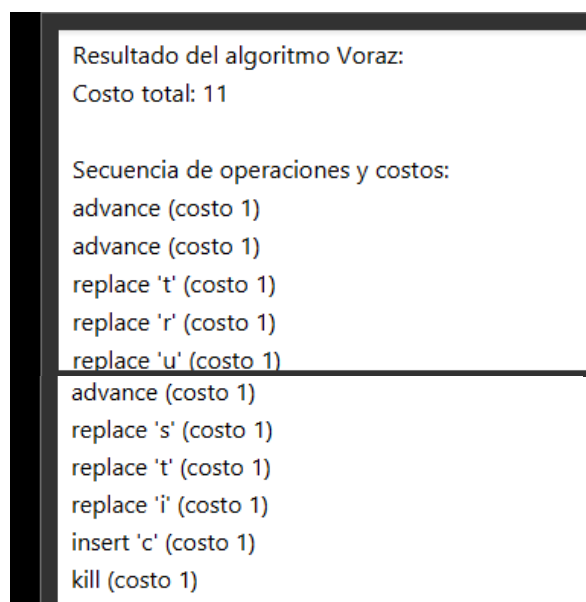 Resultado del algoritmo Voraz:
Costo total: 11
Secuencia de operaciones y costos:
advance (costo 1)
advance (costo 1)
replace 't' (costo 1)
replace 'r' (costo 1)
replace 'u' (costo 1)
advance (costo 1)
replace 's' (costo 1)
replace 't' (costo 1)
replace 'i' (costo 1)
insert 'c' (costo 1)
kill (costo 1)